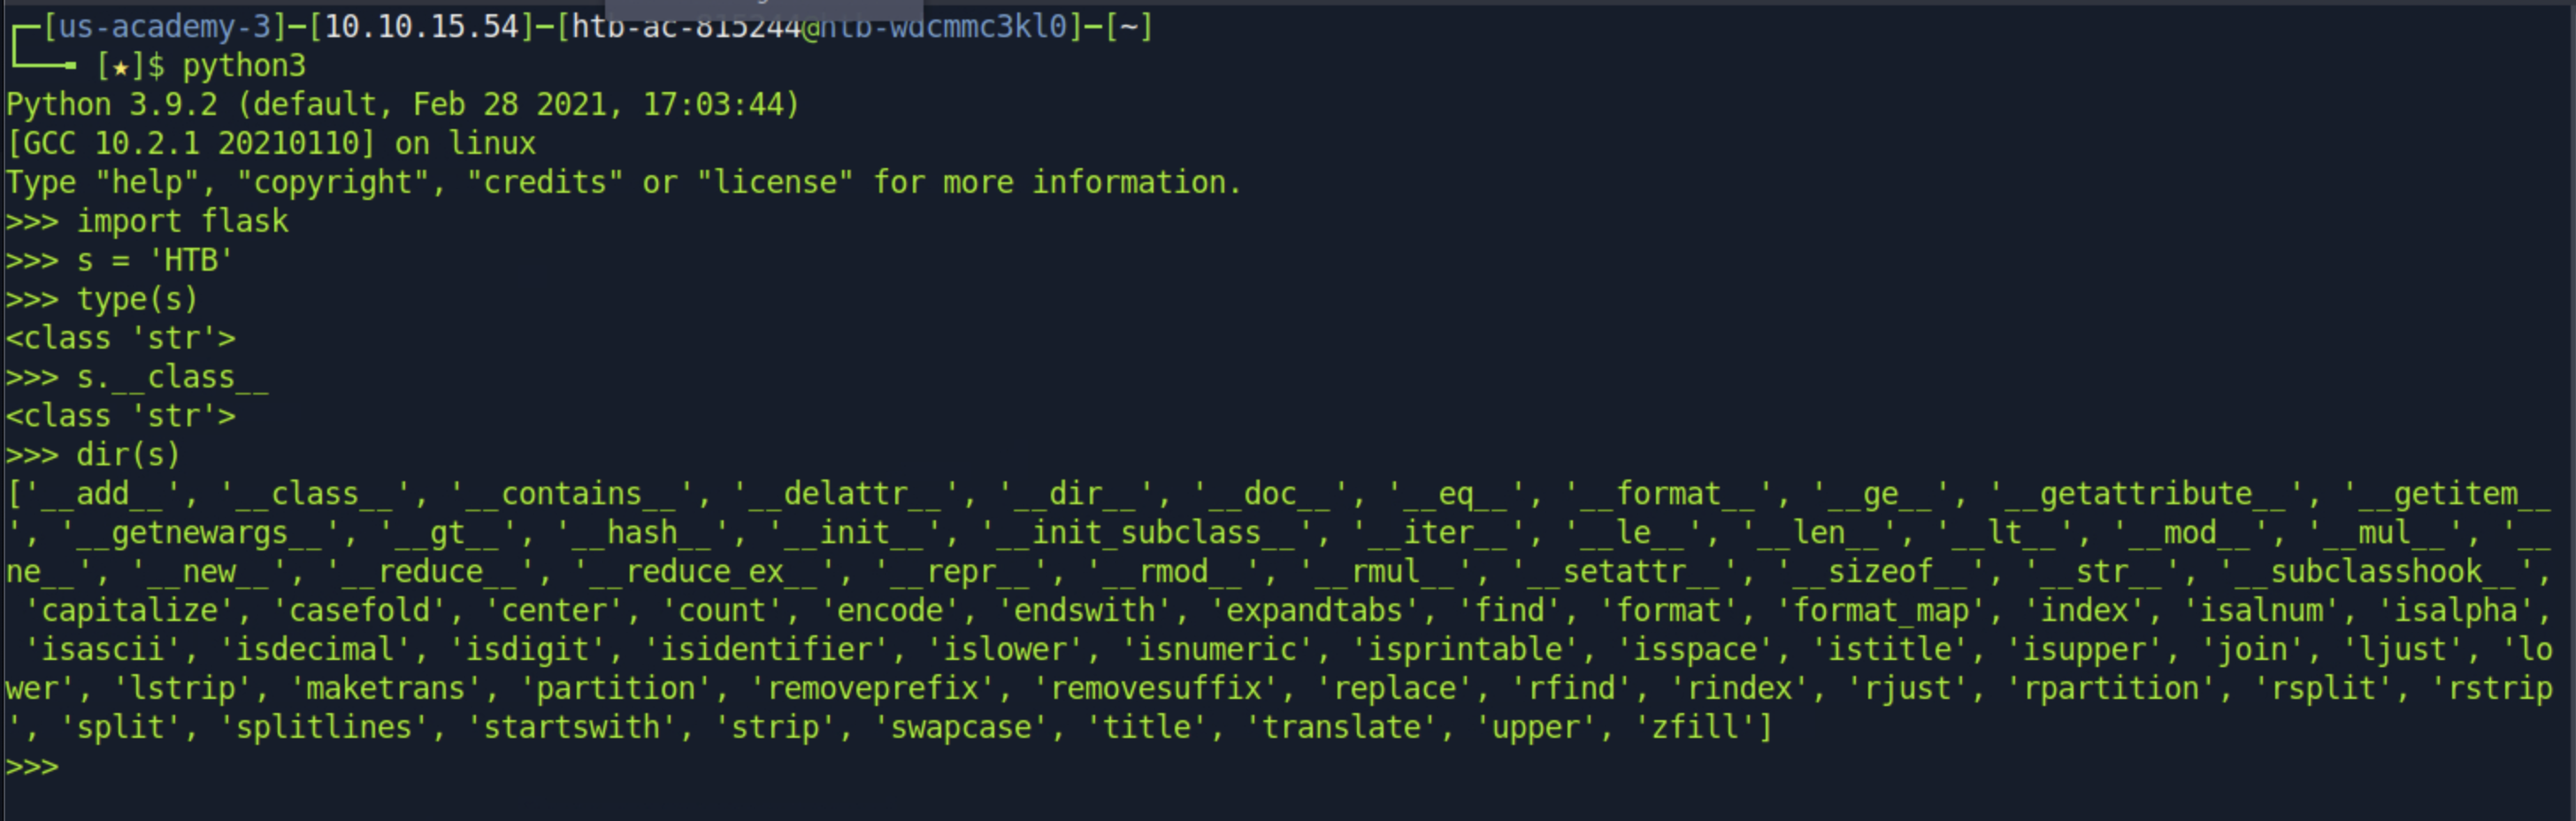 ┌─[us-academy-3]─[10.10.15.54]─[htb-ac-815244@htb-wdcmmc3kl0]─[~]
└──╼ [★]$ python3
Python 3.9.2 (default, Feb 28 2021, 17:03:44)
[GCC 10.2.1 20210110] on linux
Type "help", "copyright", "credits" or "license" for more information.
>>> import flask
>>> s = 'HTB'
>>> type(s)
<class 'str'>
>>> s.__class__
<class 'str'>
>>> dir(s)
['__add__', '__class__', '__contains__', '__delattr__', '__dir__', '__doc__', '__eq__', '__format__', '__ge__', '__getattribute__', '__getitem__
', '__getnewargs__', '__gt__', '__hash__', '__init__', '__init_subclass__', '__iter__', '__le__', '__len__', '__lt__', '__mod__', '__mul__', '__
ne__', '__new__', '__reduce__', '__reduce_ex__', '__repr__', '__rmod__', '__rmul__', '__setattr__', '__sizeof__', '__str__', '__subclasshook__',
 'capitalize', 'casefold', 'center', 'count', 'encode', 'endswith', 'expandtabs', 'find', 'format', 'format_map', 'index', 'isalnum', 'isalpha',
 'isascii', 'isdecimal', 'isdigit', 'isidentifier', 'islower', 'isnumeric', 'isprintable', 'isspace', 'istitle', 'isupper', 'join', 'ljust', 'lo
wer', 'lstrip', 'maketrans', 'partition', 'removeprefix', 'removesuffix', 'replace', 'rfind', 'rindex', 'rjust', 'rpartition', 'rsplit', 'rstrip
', 'split', 'splitlines', 'startswith', 'strip', 'swapcase', 'title', 'translate', 'upper', 'zfill']
>>>